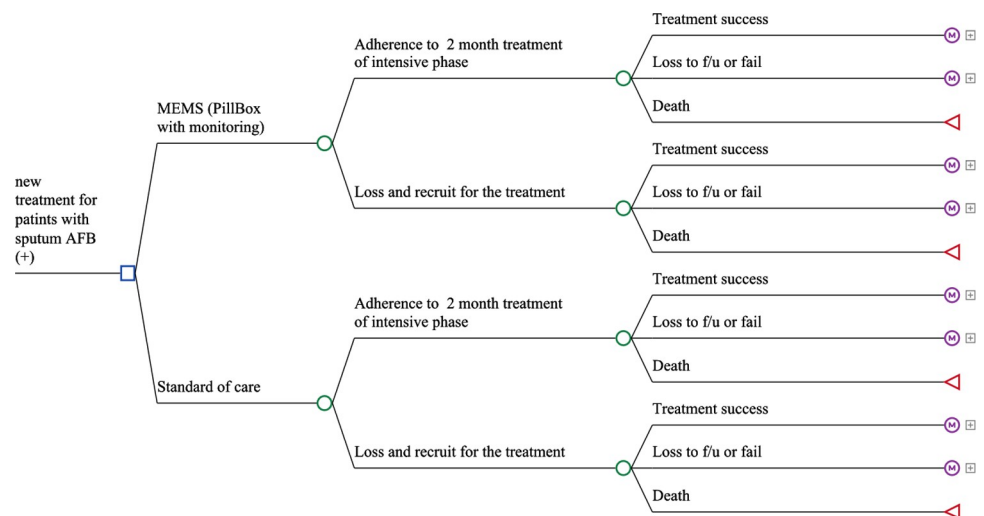 Treatment success
M
Adherence to 2 month treatment
of intensive phase
Loss to f/u or fail
M
Death
MEMS (PillBox
with monitoring)
Treatment success
M
Loss and recruit for the treatment
Loss to f/u or fail
M
Death
new
treatment for
patints with
sputum AFB
(+)
Treatment success
M
Adherence to 2 month treatment
of intensive phase
Loss to f/u or fail
M
Death
Standard of care
Treatment success
M
Loss and recruit for the treatment
Loss to f/u or fail
M
Death